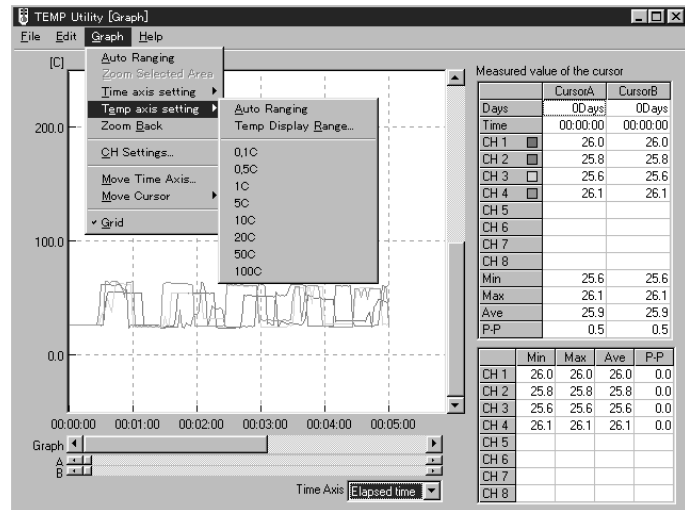 TEMP Utility [Graph]
File Edit Graph Help
[C]
200.0
100.0
0.0
Auto Ranging
Zoom Selected Area
Time axis setting
Temp axis setting
Zoom Back
CH Settings...
Move Time Axis...
Move Cursor
Grid
Auto Ranging
Temp Display Range...
0,1C
0,5C
1C
5C
10C
20C
50C
100C
00:00:00 00:01:00 00:02:00 00:03:00 00:04:00 00:05:00
Graph
A
B
Time Axis Elapsed time
Measured value of the cursor
CursorA CursorB
Days 0Days 0Days
Time 00:00:00 00:00:00
CH 1 26.0 26.0
CH 2 25.8 25.8
CH 3 25.6 25.6
CH 4 26.1 26.1
CH 5
CH 6
CH 7
CH 8
Min 25.6 25.6
Max 26.1 26.1
Ave 25.9 25.9
P-P 0.5 0.5
Min Max Ave P-P
CH 1 26.0 26.0 26.0 0.0
CH 2 25.8 25.8 25.8 0.0
CH 3 25.6 25.6 25.6 0.0
CH 4 26.1 26.1 26.1 0.0
CH 5
CH 6
CH 7
CH 8